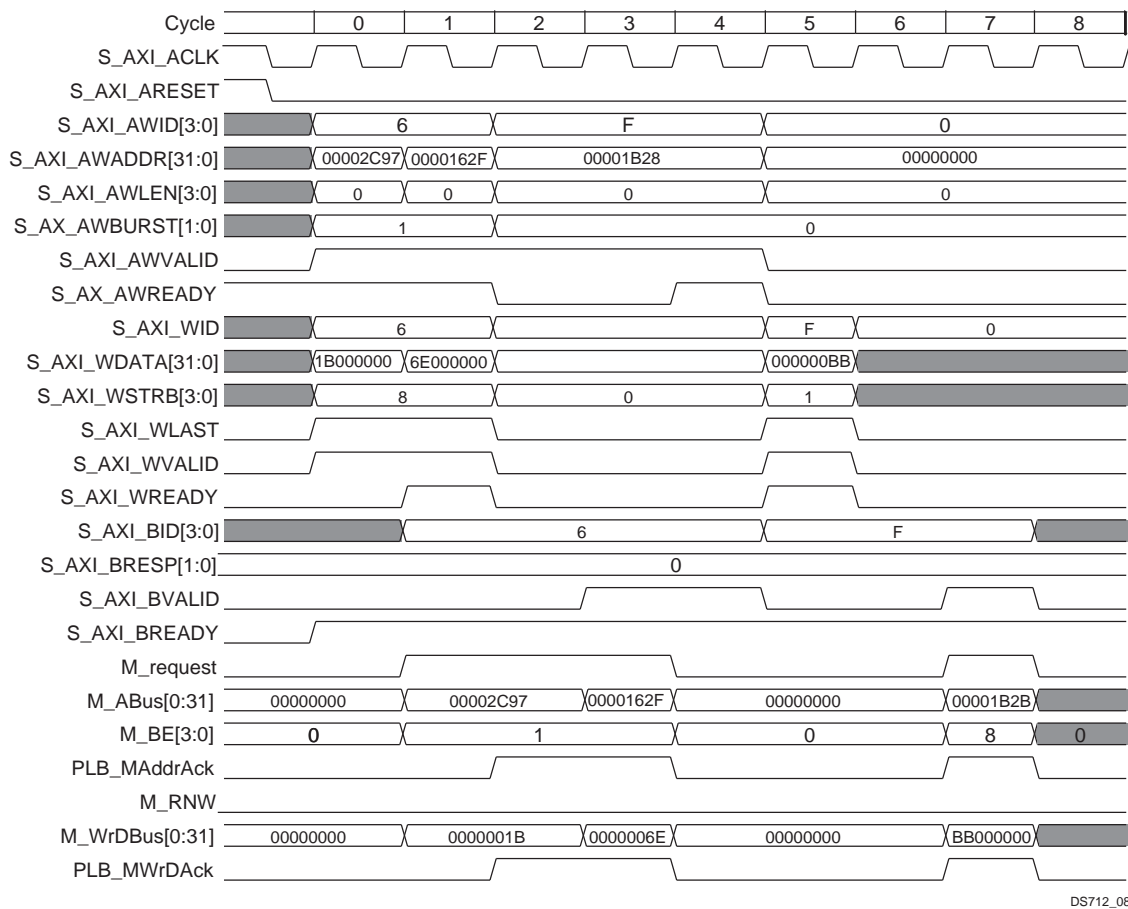 Cycle 0 1 2 3 4 5 6 7 8
S_AXI_ACLK
S_AXI_ARESET
S_AXI_AWID[3:0] 6 F 0
S_AXI_AWADDR[31:0] 00002C97 0000162F 00001B28 00000000
S_AXI_AWLEN[3:0] 0 0 0 0
S_AX_AWBURST[1:0] 1 0
S_AXI_AWVALID
S_AX_AWREADY
S_AXI_WID 6 F 0
S_AXI_WDATA[31:0] 1B000000 6E000000 000000BB
S_AXI_WSTRB[3:0] 8 0 1
S_AXI_WLAST
S_AXI_WVALID
S_AXI_WREADY
S_AXI_BID[3:0] 6 F
S_AXI_BRESP[1:0] 0
S_AXI_BVALID
S_AXI_BREADY
M_request
M_ABus[0:31] 00000000 00002C97 0000162F 00000000 00001B2B
M_BE[3:0] 0 1 0 8 0
PLB_MAddrAck
M_RNW
M_WrDBus[0:31] 00000000 0000001B 0000006E 00000000 BB000000
PLB_MWrDAck
DS712_08